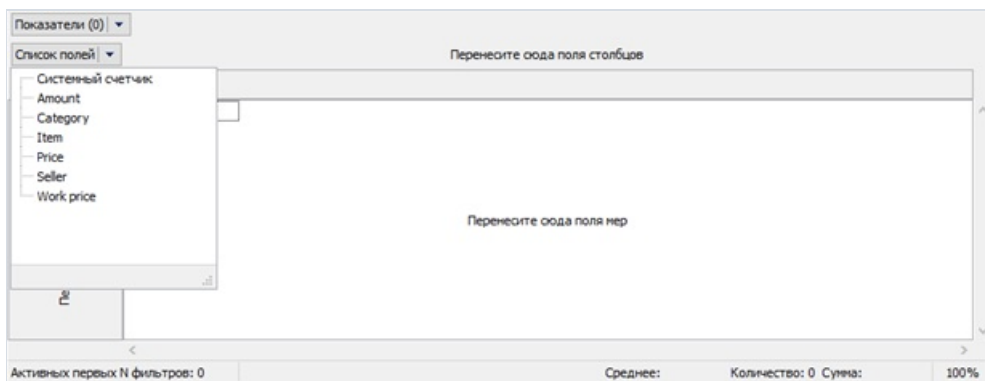 Показатели (0)
Список полей
Перенесите сюда поля столбцов
Системный счетчик
Amount
Category
Item
Price
Seller
Work price
Перенесите сюда поля мер
Пе
Активных первых N фильтров: 0
Среднее:
Количество: 0 Сумма:
100%